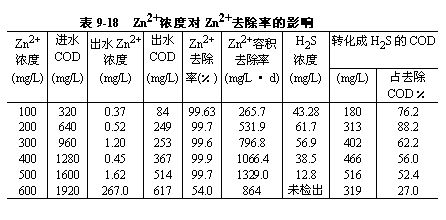 表 9-18 Zn²⁺浓度对 Zn²⁺去除率的影响
Zn²⁺ 进水 出水 Zn²⁺ 出水 Zn²⁺ Zn²⁺容积 H₂S 转化成 H₂S 的 COD
浓度 COD 浓度 COD 去除 去除率 浓度 (mg/L) 占去除
(mg/L) (mg/L) (mg/L) (mg/L) 率(%) (mg/L·d) (mg/L) COD%
100 320 0.37 84 99.63 265.7 43.28 180 76.2
200 640 0.52 249 99.7 531.9 61.7 313 88.2
300 960 1.20 253 99.6 796.8 56.9 402 62.2
400 1280 0.45 367 99.9 1066.4 38.5 466 56.0
500 1600 1.62 514 99.7 1329.0 12.8 516 52.4
600 1920 267.0 617 54.0 864 未检出 319 27.0